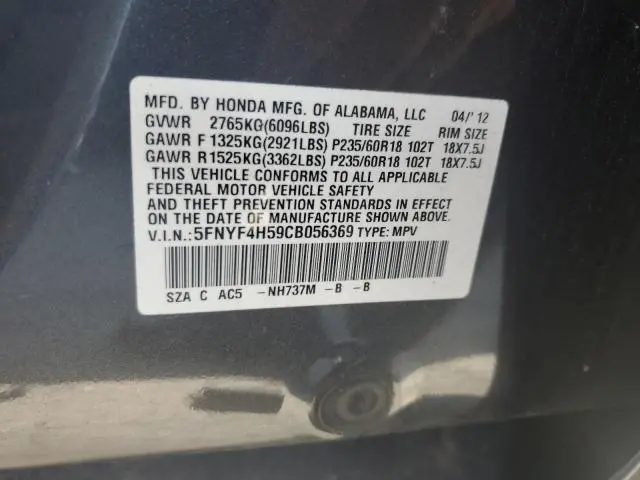 MFD. BY HONDA MFG. OF ALABAMA, LLC 04/'12
GVWR 2765KG(6096LBS) TIRE SIZE RIM SIZE
GAWR F 1325KG(2921LBS) P235/60R18 102T 18X7.5J
GAWR R 1525KG(3362LBS) P235/60R18 102T 18X7.5J
THIS VEHICLE CONFORMS TO ALL APPLICABLE
FEDERAL MOTOR VEHICLE SAFETY
AND THEFT PREVENTION STANDARDS IN EFFECT
ON THE DATE OF MANUFACTURE SHOWN ABOVE.
V.I.N.: 5FNYF4H59CB056369 TYPE: MPV
SZA C AC5 -NH737M -B -B